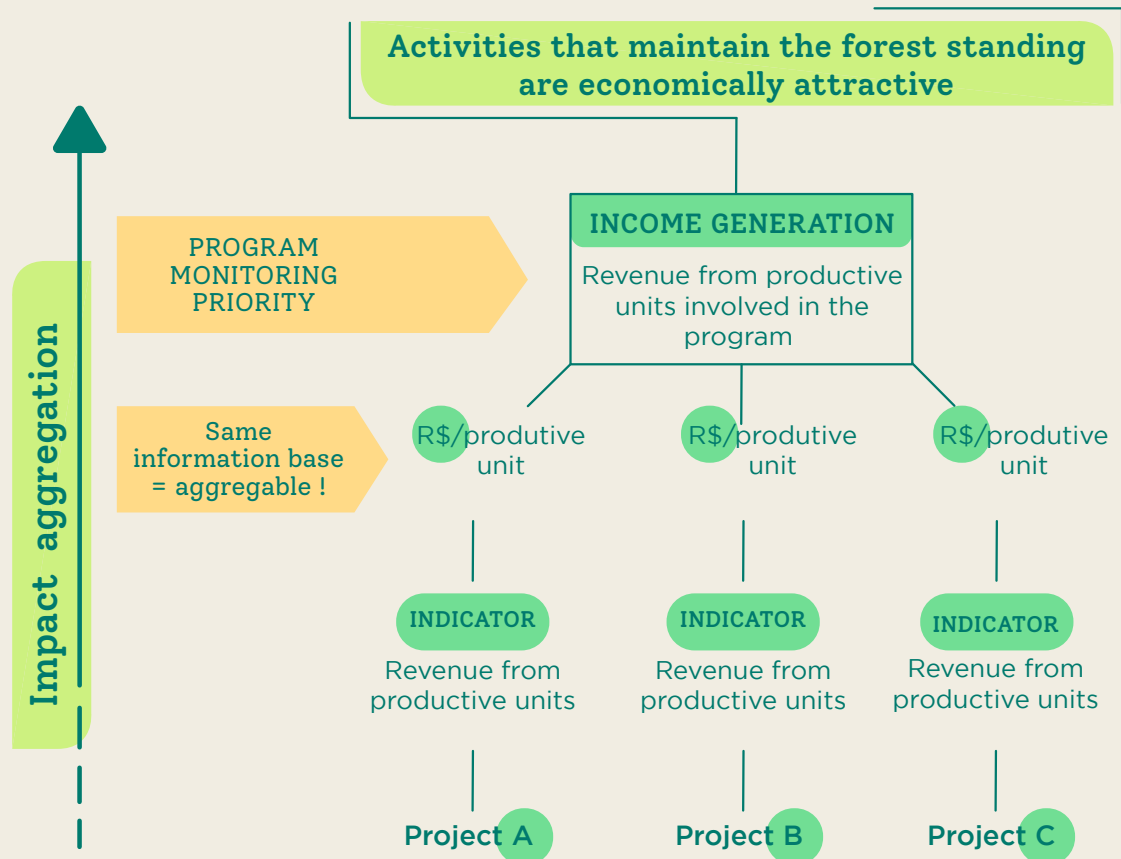 Activities that maintain the forest standing
are economically attractive
INCOME GENERATION
Revenue from productive
units involved in the
program
PROGRAM
MONITORING
PRIORITY
Impact aggregation
Same
information base
= aggregable !
R$/produtive
unit
R$/produtive
unit
R$/produtive
unit
INDICATOR
Revenue from
productive units
INDICATOR
Revenue from
productive units
INDICATOR
Revenue from
productive units
Project A
Project B
Project C